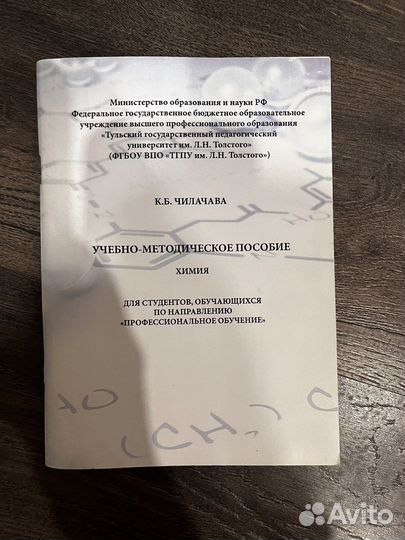 Министерство образования и науки РФ
Федеральное государственное бюджетное образовательное
учреждение высшего профессионального образования
«Тульский государственный педагогический
университет им. Л.Н. Толстого»
(ФГБОУ ВПО «ТГПУ им. Л.Н. Толстого»)
К.Б. ЧИЛАЧАВА
УЧЕБНО-МЕТОДИЧЕСКОЕ ПОСОБИЕ
ХИМИЯ
ДЛЯ СТУДЕНТОВ, ОБУЧАЮЩИХСЯ
ПО НАПРАВЛЕНИЮ
«ПРОФЕССИОНАЛЬНОЕ ОБУЧЕНИЕ»
Avito